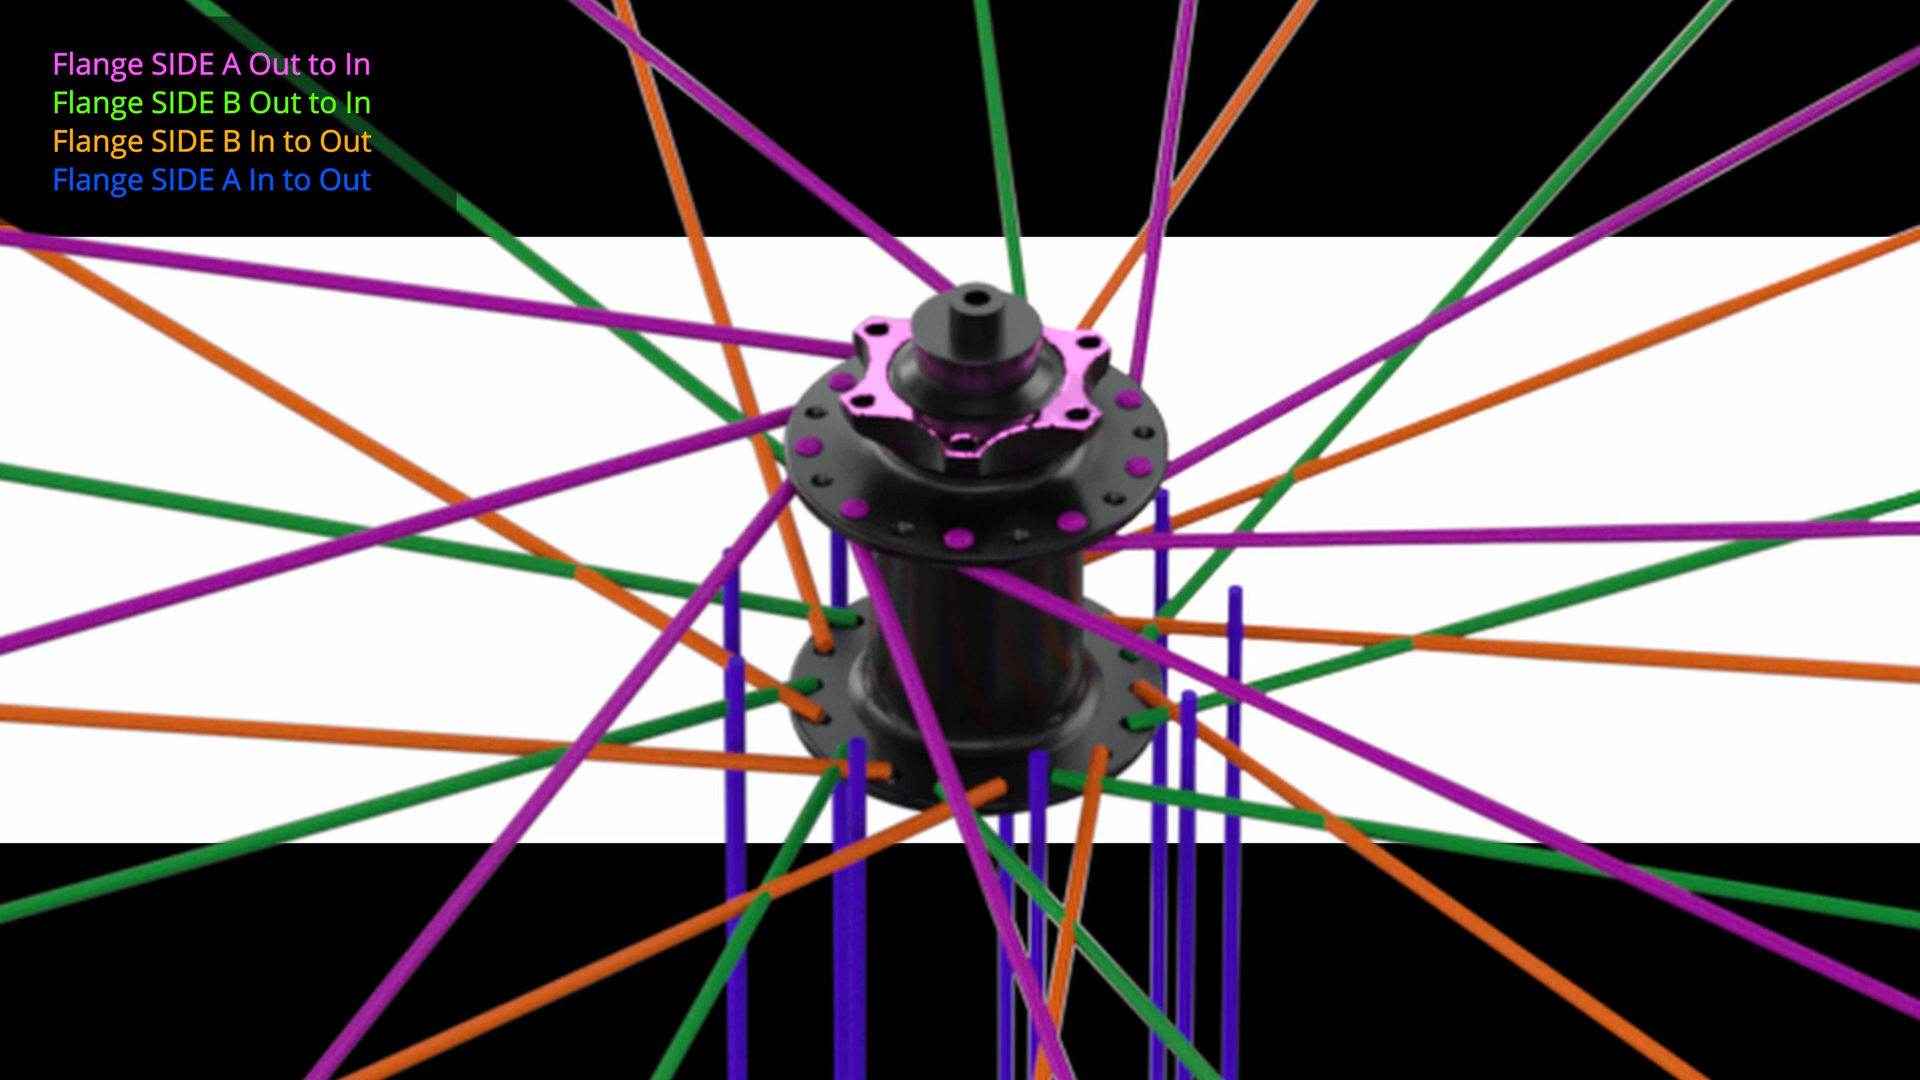 Flange SIDE A Out to In
Flange SIDE B Out to In
Flange SIDE B In to Out
Flange SIDE A In to Out